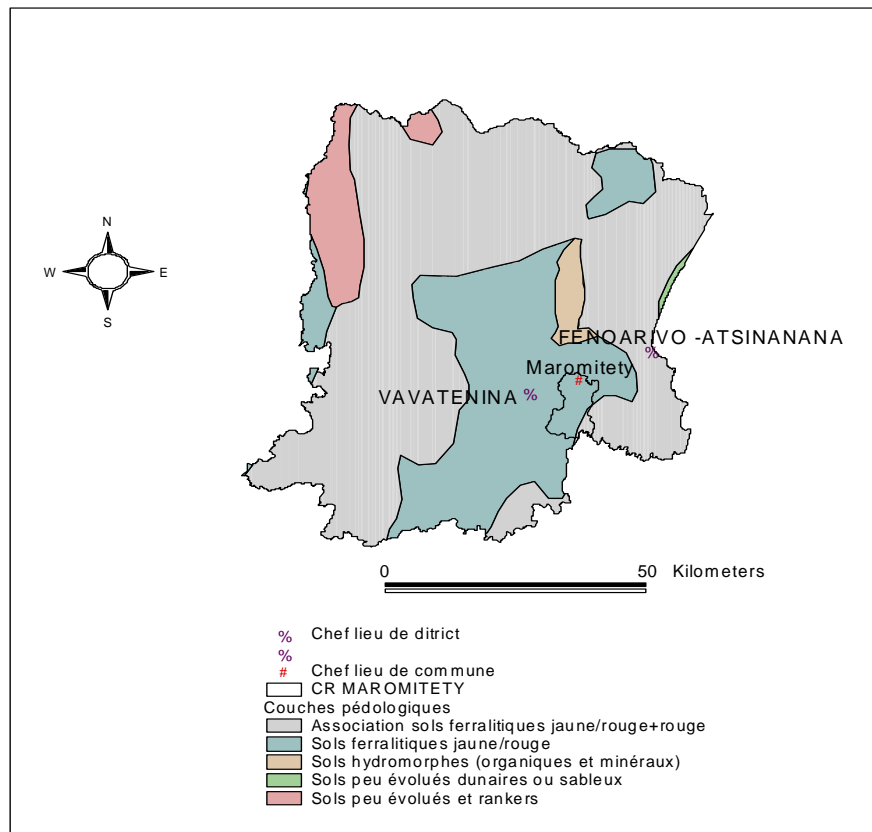 N
W E
S
FENOARIVO -ATSINANANA
%
Maromitety
#
VAVATENINA %
0 50 Kilometers
% Chef lieu de ditrict
%
# Chef lieu de commune
CR MAROMITETY
Couches pédologiques
Association sols ferralitiques jaune/rouge+rouge
Sols ferralitiques jaune/rouge
Sols hydromorphes (organiques et minéraux)
Sols peu évolués dunaires ou sableux
Sols peu évolués et rankers